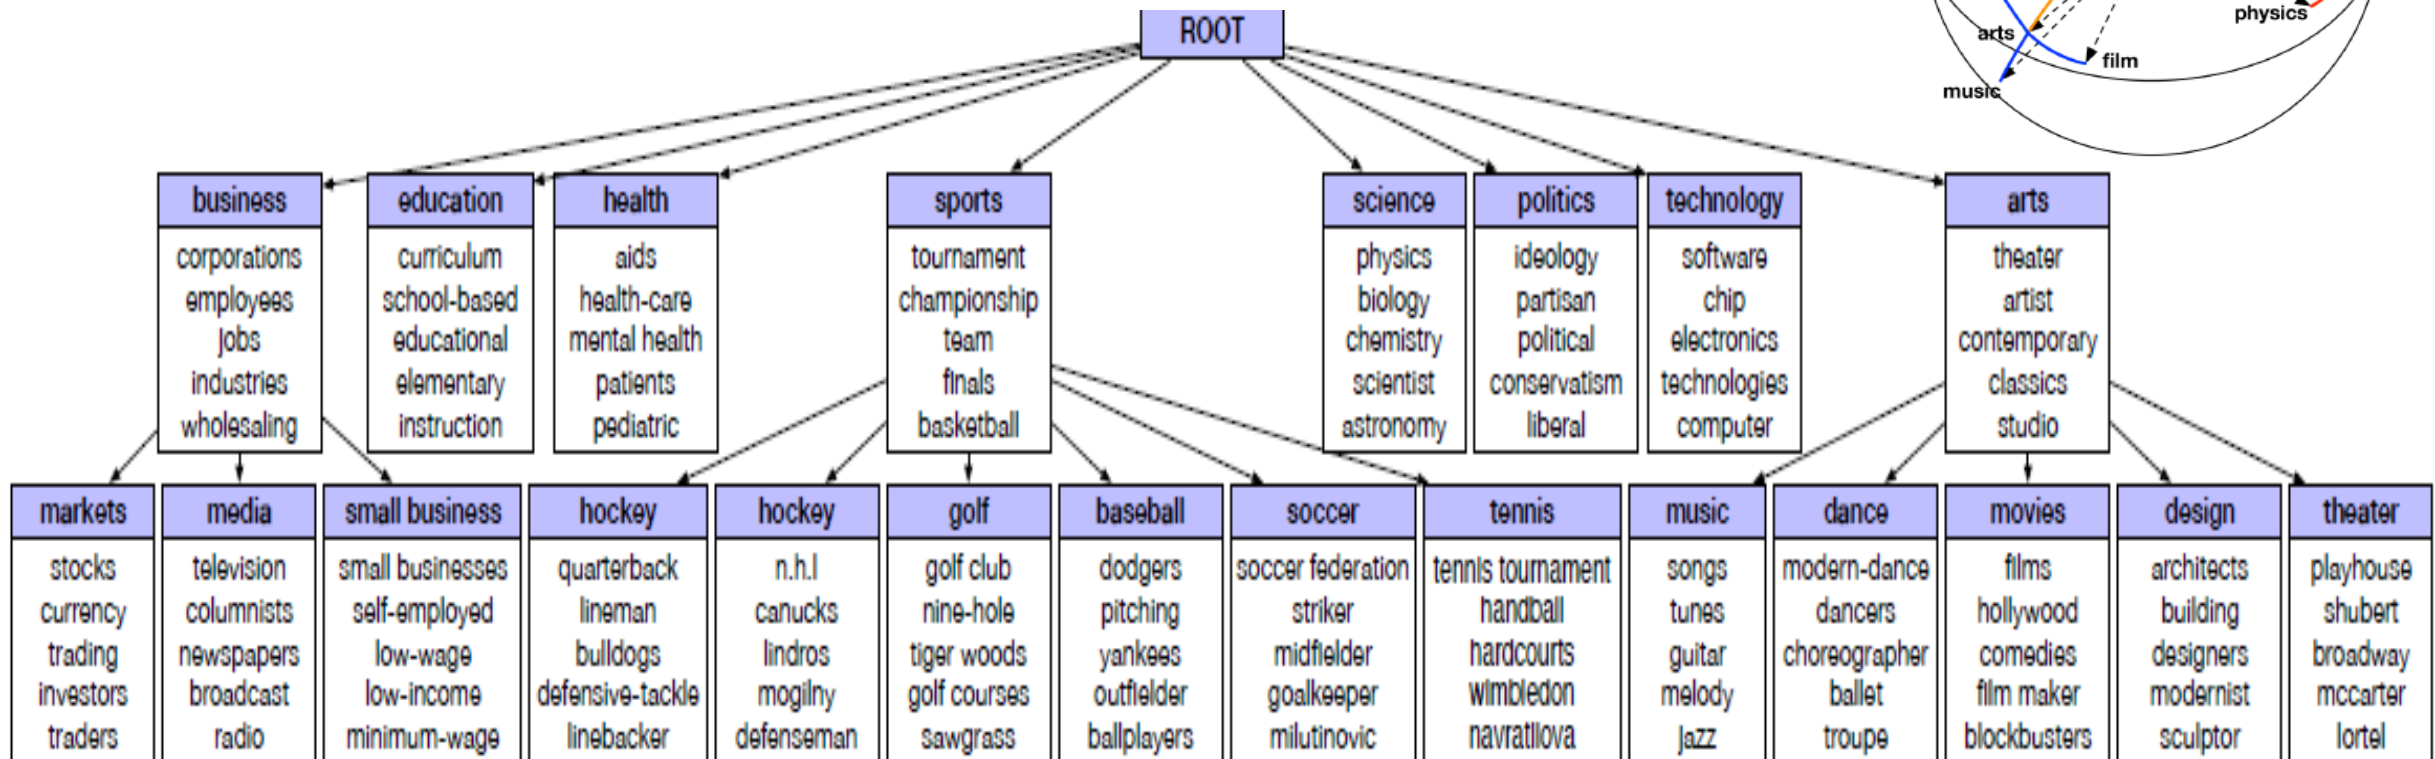 ROOT
physics
arts
film
music
business
corporations
employees
jobs
industries
wholesaling
education
curriculum
school-based
educational
elementary
instruction
health
aids
health-care
mental health
patients
pediatric
sports
tournament
championship
team
finals
basketball
science
physics
biology
chemistry
scientist
astronomy
politics
ideology
partisan
political
conservatism
liberal
technology
software
chip
electronics
technologies
computer
arts
theater
artist
contemporary
classics
studio
markets
stocks
currency
trading
investors
traders
media
television
columnists
newspapers
broadcast
radio
small business
small businesses
self-employed
low-wage
low-income
minimum-wage
hockey
quarterback
lineman
bulldogs
defensive-tackle
linebacker
hockey
n.h.l
canucks
lindros
mogilny
defenseman
golf
golf club
nine-hole
tiger woods
golf courses
sawgrass
baseball
dodgers
pitching
yankees
outfielder
ballplayers
soccer
soccer federation
striker
midfielder
goalkeeper
milutinovic
tennis
tennis tournament
handball
hardcourts
wimbledon
navratilova
music
songs
tunes
guitar
melody
jazz
dance
modern-dance
dancers
choreographer
ballet
troupe
movies
films
hollywood
comedies
film maker
blockbusters
design
architects
building
designers
modernist
sculptor
theater
playhouse
shubert
broadway
mccarter
lortel